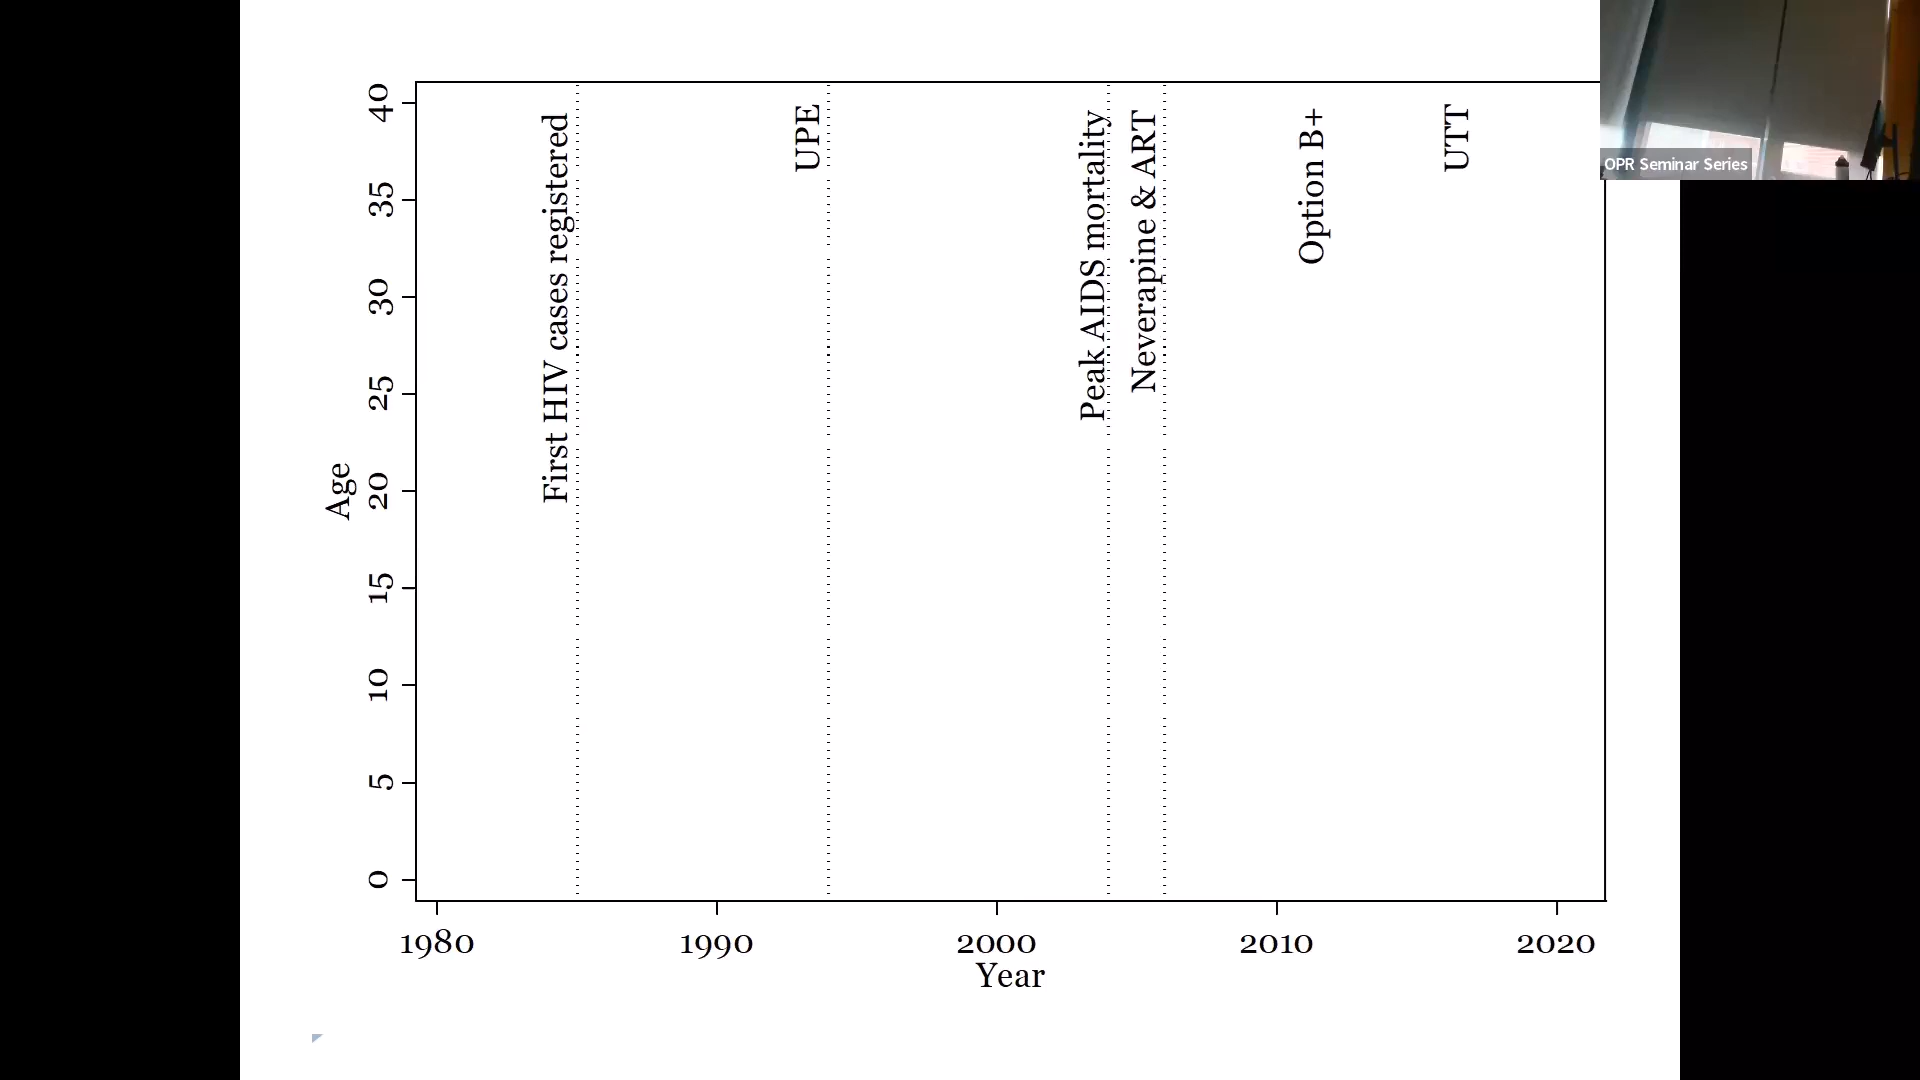 First HIV cases registered
UPE
Peak AIDS mortality
Neverapine & ART
Option B+
UTT
OPR Seminar Series
Age
40
35
30
25
20
15
10
5
0
1980 1990 2000 2010 2020
Year